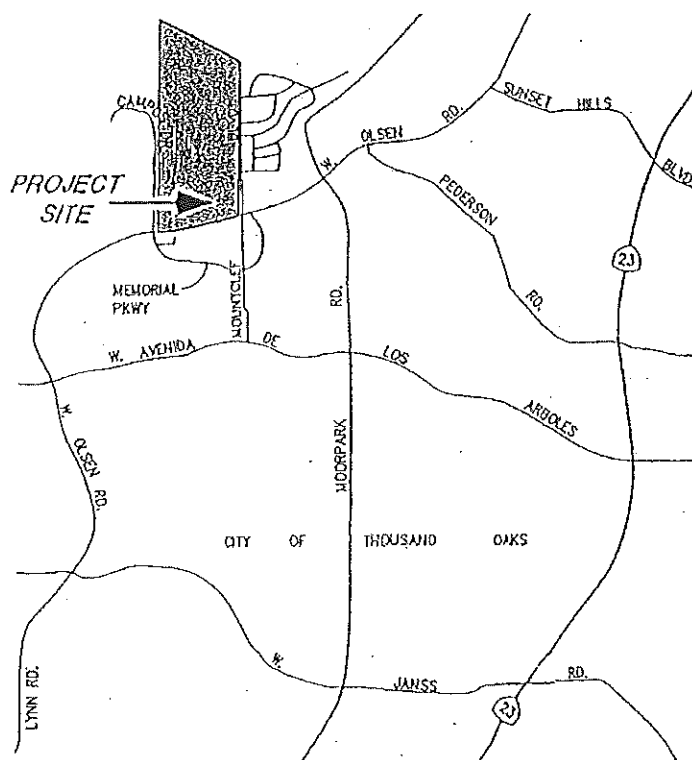 SUNSET HILLS BLVD.
CAMPUS
W. OLSEN RD.
PEDERSON RD.
PROJECT
SITE
23
MEMORIAL
PKWY
MOUNTCLEF
W. AVENIDA DE LOS ARBOLES
MOORPARK RD.
W. OLSEN RD.
CITY OF THOUSAND OAKS
W. JANSS RD.
LYNN RD.
23